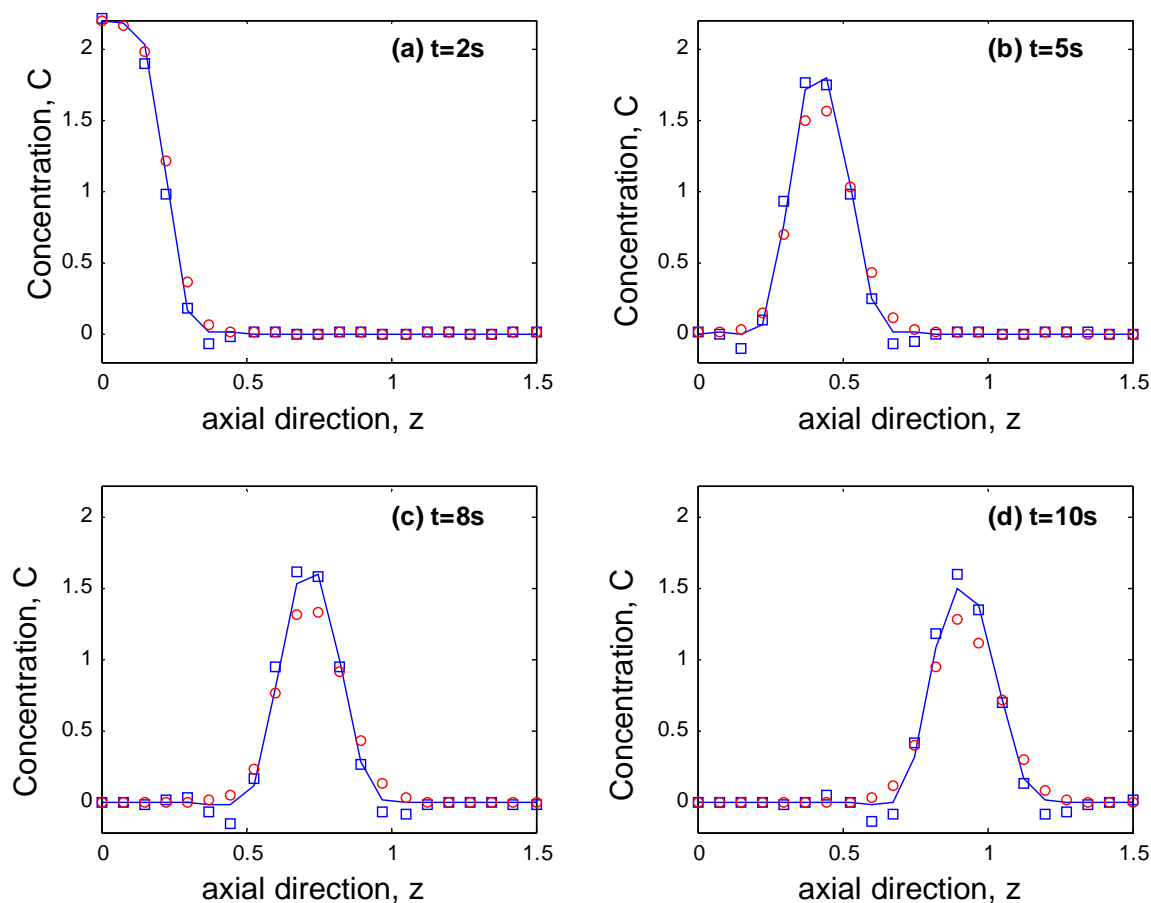 (a) t=2s
Concentration, C
2
1.5
1
0.5
0
0 0.5 1 1.5
axial direction, z
(b) t=5s
Concentration, C
2
1.5
1
0.5
0
0 0.5 1 1.5
axial direction, z
(c) t=8s
Concentration, C
2
1.5
1
0.5
0
0 0.5 1 1.5
axial direction, z
(d) t=10s
Concentration, C
2
1.5
1
0.5
0
0 0.5 1 1.5
axial direction, z